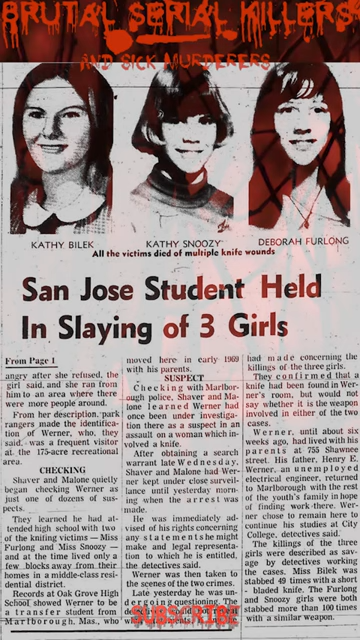 BRUTAL SERIAL KILLERS
AND SICK MURDERERS
KATHY BILEK
KATHY SNOOZY
DEBORAH FURLONG
All the victims died of multiple knife wounds
San Jose Student Held
In Slaying of 3 Girls
From Page 1
angry after she refused, the
girl said, and she ran from
him to an area where there
were more people around.
From her description, park
rangers made the identifica-
tion of Werner, who, they
said, was a frequent visitor
at the 175-acre recreational
area.
CHECKING
Shaver and Malone quietly
began checking Werner as
just one of dozens of sus-
pects.
They learned he had at-
tended high school with two
of the knifing victims — Miss
Furlong and Miss Snoozy —
and at the time lived only a
few blocks away from their
homes in a middle-class resi-
dential district.
Records at Oak Grove High
School showed Werner to be
a transfer student from
Marlborough, Mas., who
moved here in early 1969
with his parents.
SUSPECT
Checking with Marlbor-
ough police, Shaver and Ma-
lone learned Werner had
once been under investiga-
tion there as a suspect in an
assault on a woman which in-
volved a knife.
After obtaining a search
warrant late Wednesday,
Shaver and Malone had Wer-
ner kept under close surveil-
lance until yesterday morn-
ing when the arrest was
made.
He was immediately ad-
vised of his rights concerning
any statements he might
make and legal representa-
tion to which he is entitled,
the detectives said.
Werner was then taken to
the scenes of the two crimes.
Late yesterday he was un-
dergoing questioning. The
had made concerning the
killings of the three girls.
They confirmed that a
knife had been found in Wer-
ner's room, but would not
say whether it is the weapon
involved in either of the two
cases.
Werner, until about six
weeks ago, had lived with his
parents at 755 Shawnee
street. His father, Henry E.
Werner, an unemployed
electrical engineer, returned
to Marlborough with the rest
of the youth's family in hope
of finding work there. Wer-
ner chose to remain here to
continue his studies at City
College, detectives said.
The killings of the three
girls were described as sav-
age by detectives working
the cases. Miss Bilek was
stabbed 49 times with a short
- bladed knife. The Furlong
and Snoozy girls were both
stabbed more than 100 times
with a similar weapon.
SUBSCRIBE